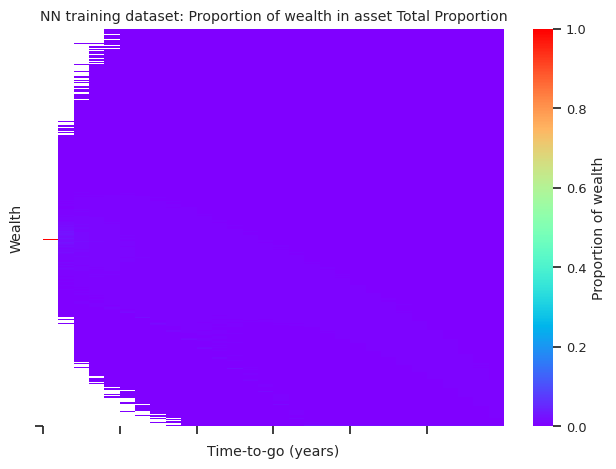 NN training dataset: Proportion of wealth in asset Total Proportion
Wealth
Time-to-go (years)
1.0
0.8
0.6
0.4
0.2
0.0
Proportion of wealth